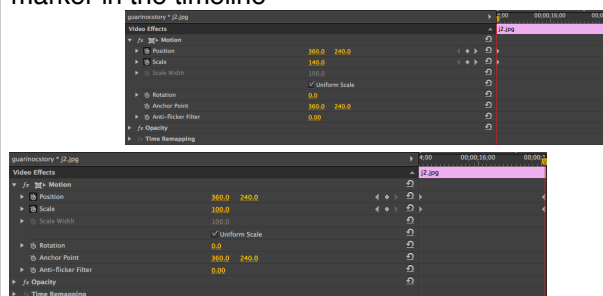 marker in the timeline
guarinocstory * j2.jpg 00;00;16;00
Video Effects j2.jpg
fx Motion
Position 360.0 240.0
Scale 140.0
Scale Width 100.0
Uniform Scale
Rotation 0.0
Anchor Point 360.0 240.0
Anti-flicker Filter 0.00
fx Opacity
Time Remapping
guarinocstory * j2.jpg 4;00 00;00;16;00
Video Effects j2.jpg
fx Motion
Position 360.0 240.0
Scale 100.0
Scale Width 100.0
Uniform Scale
Rotation 0.0
Anchor Point 360.0 240.0
Anti-flicker Filter 0.00
fx Opacity
Time Remapping